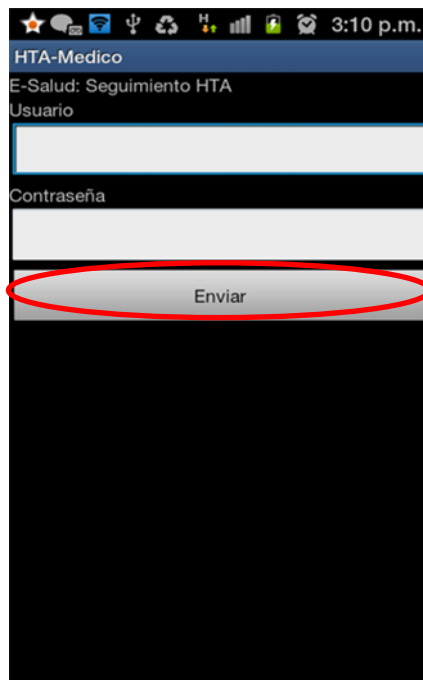 H 3:10 p.m.
HTA-Medico
E-Salud: Seguimiento HTA
Usuario
Contraseña
Enviar